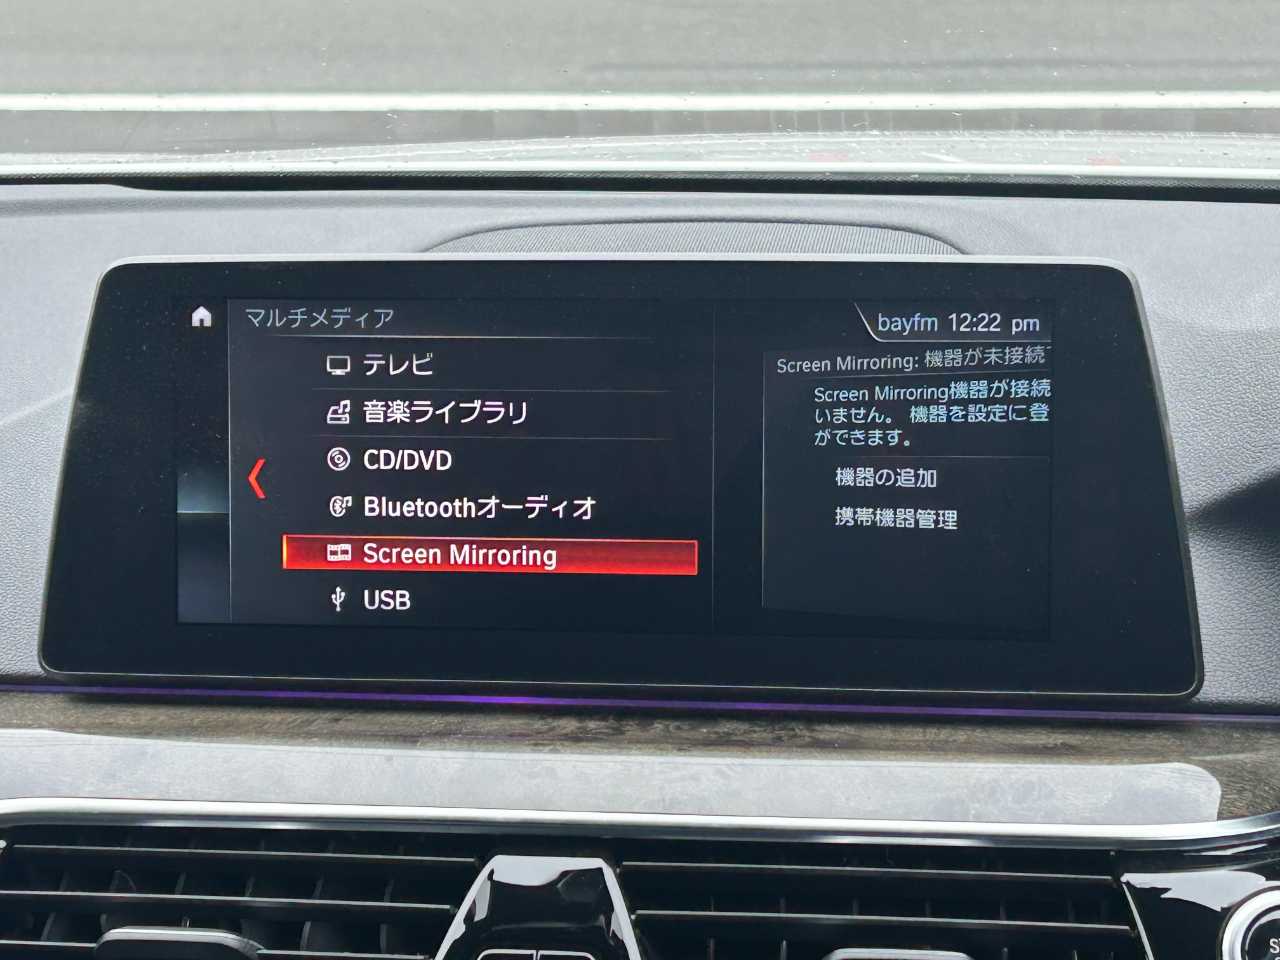 マルチメディア
テレビ
音楽ライブラリ
CD/DVD
Bluetoothオーディオ
Screen Mirroring
USB
bayfm 12:22 pm
Screen Mirroring: 機器が未接続
Screen Mirroring機器が接続
いません。 機器を設定に登
ができます。
機器の追加
携帯機器管理